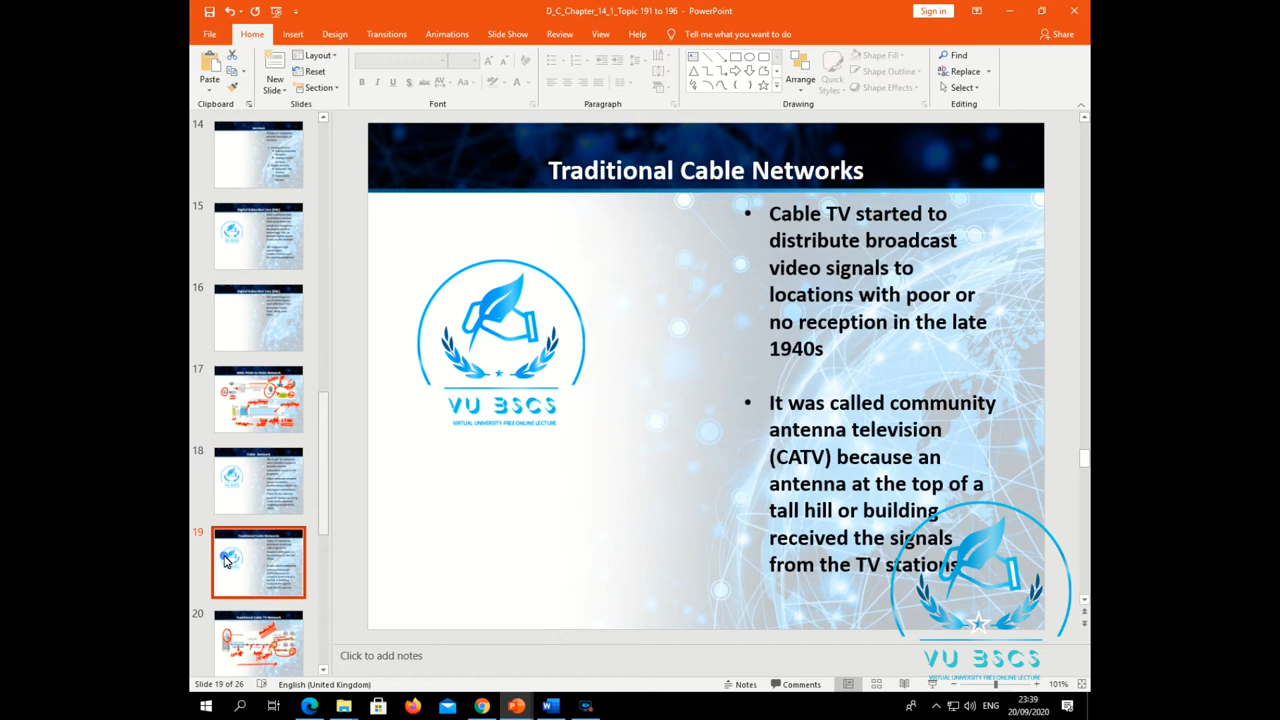 D_C_Chapter_14_1_Topic 191 to 196 - PowerPoint
Sign in
File Home Insert Design Transitions Animations Slide Show Review View Help Tell me what you want to do Share
Paste
New
Slide
Layout
Reset
Section
Arrange
Quick
Styles
Shape Fill
Shape Outline
Shape Effects
Find
Replace
Select
Clipboard Slides Font Paragraph Drawing Editing
14
15
16
17
18
19
20
Traditional Cable Networks
• Cable TV started to
distribute broadcast
video signals to
locations with poor or
no reception in the late
1940s
• It was called community
antenna television
(CATV) because an
antenna at the top of a
tall hill or building
received the signals
from the TV stations
VU BSCS
VIRTUAL UNIVERSITY FREE ONLINE LECTURE
VU BSCS
VIRTUAL UNIVERSITY FREE ONLINE LECTURE
Click to add notes
Slide 19 of 26 English (United Kingdom) Notes Comments 101%
ENG
23:39
20/09/2020